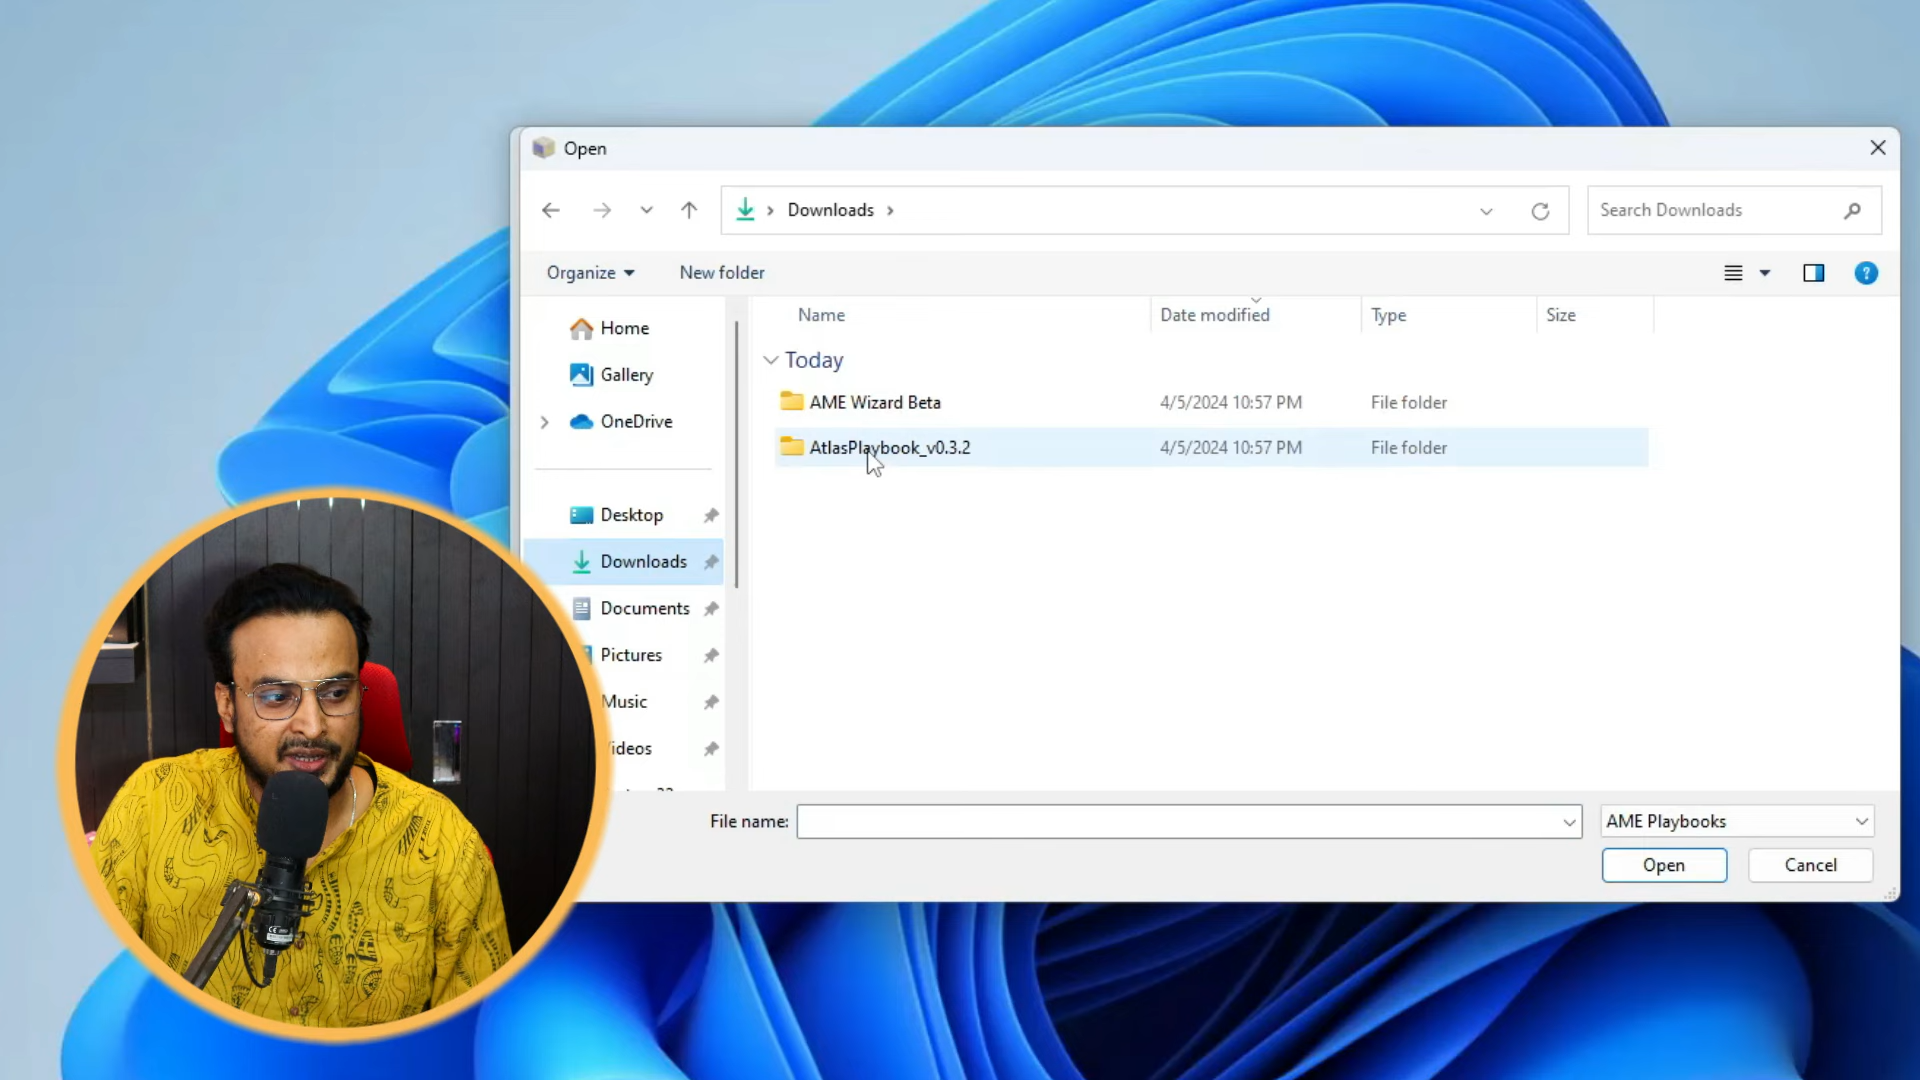 Open
Downloads
Search Downloads
Organize
New folder
?
Name
Date modified
Type
Size
Home
Gallery
OneDrive
Today
AME Wizard Beta
4/5/2024 10:57 PM
File folder
AtlasPlaybook_v0.3.2
4/5/2024 10:57 PM
File folder
Desktop
Downloads
Documents
Pictures
Music
ideos
File name:
AME Playbooks
Open
Cancel